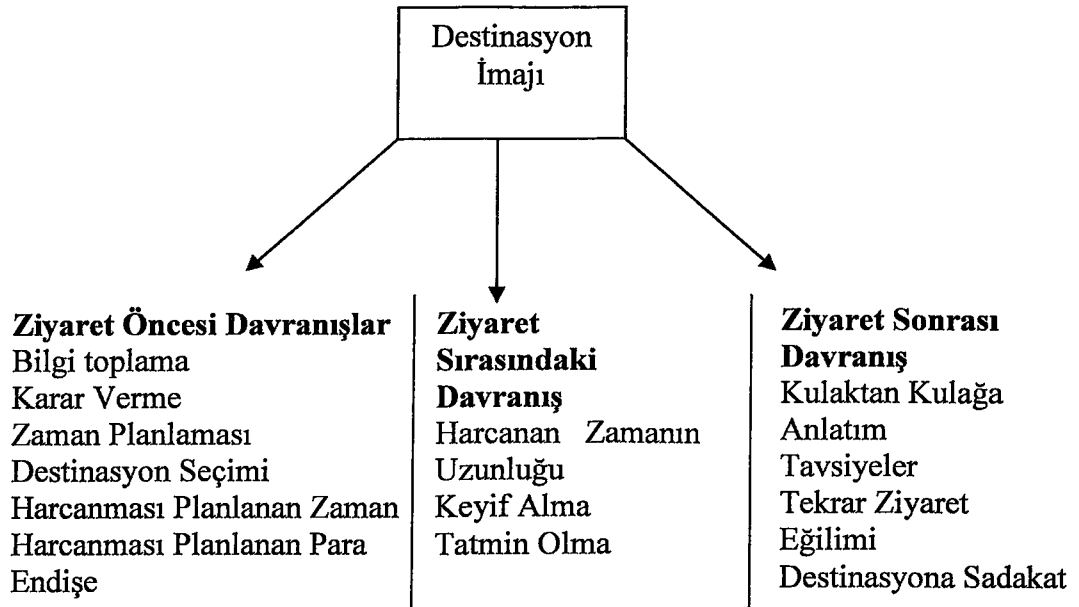 Destinasyon
İmajı
Ziyaret Öncesi Davranışlar
Bilgi toplama
Karar Verme
Zaman Planlaması
Destinasyon Seçimi
Harcanması Planlanan Zaman
Harcanması Planlanan Para
Endişe
Ziyaret
Sırasındaki
Davranış
Harcanan Zamanın
Uzunluğu
Keyif Alma
Tatmin Olma
Ziyaret Sonrası
Davranış
Kulaktan Kulağa
Anlatım
Tavsiyeler
Tekrar Ziyaret
Eğilimi
Destinasyona Sadakat